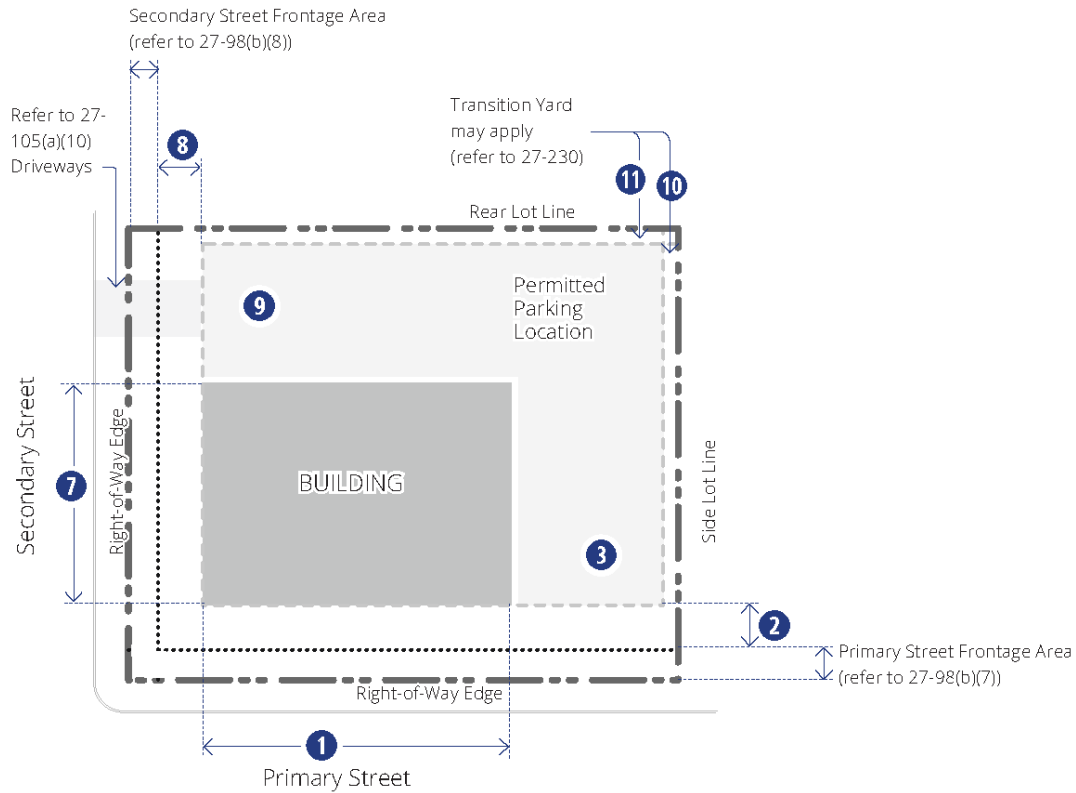 Secondary Street Frontage Area
(refer to 27-98(b)(8))
Refer to 27-
105(a)(10)
Driveways
8
Transition Yard
may apply
(refer to 27-230)
11
10
Rear Lot Line
9
Permitted
Parking
Location
Secondary Street
7
Right-of-Way Edge
BUILDING
Side Lot Line
3
2
Primary Street Frontage Area
(refer to 27-98(b)(7))
Right-of-Way Edge
1
Primary Street